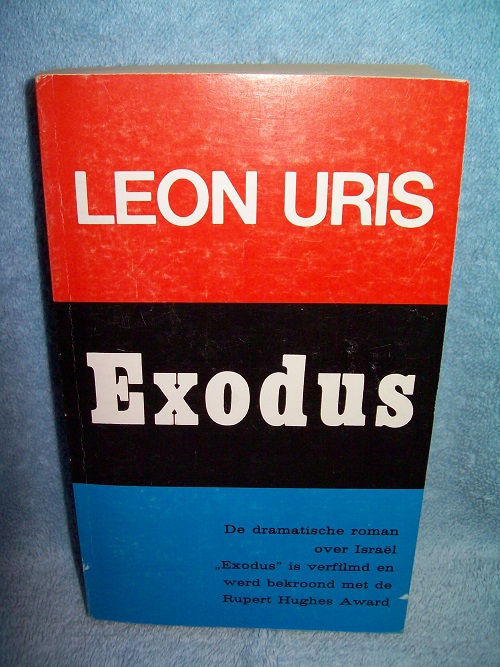 LEON URIS
Exodus
De dramatische roman
over Israël
„Exodus” is verfilmd en
werd bekroond met de
Rupert Hughes Award